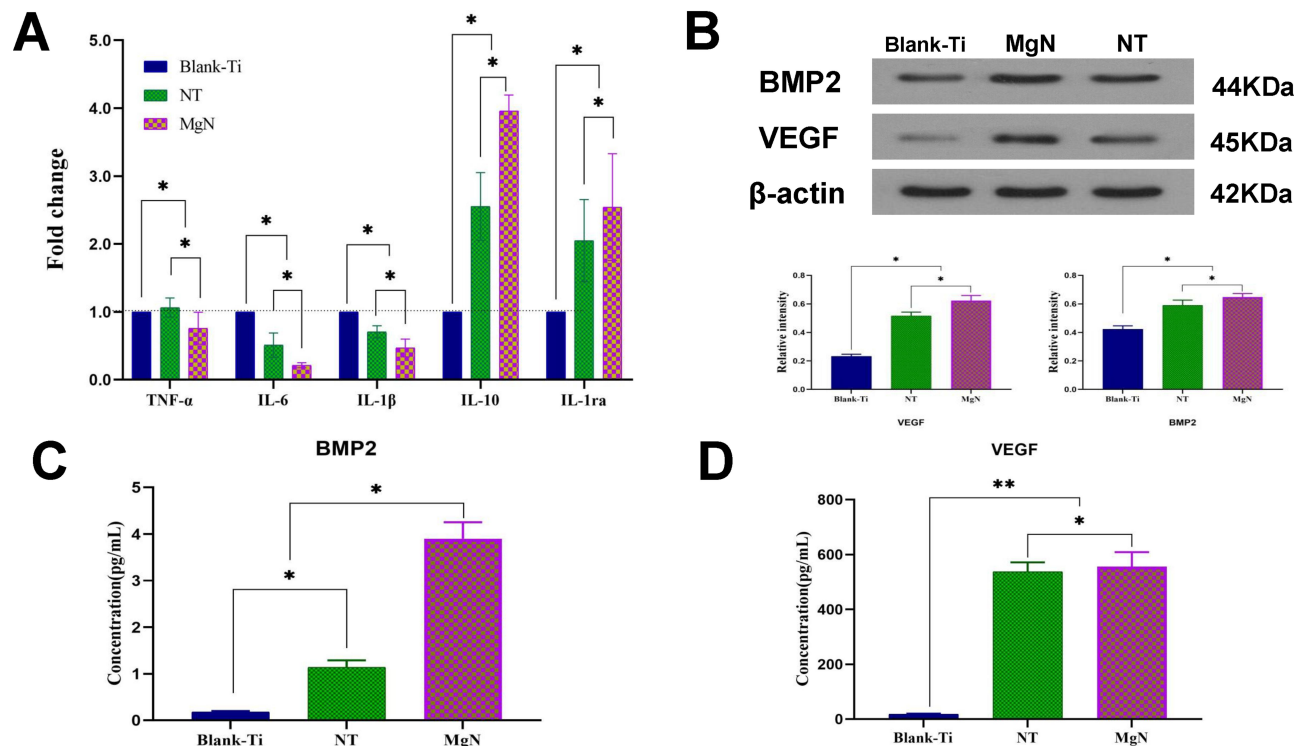 A
Fold change
5.0
4.0
3.0
2.0
1.0
0.0
Blank-Ti
NT
MgN
* * * * * * * * * *
TNF-α IL-6 IL-1β IL-10 IL-1ra
B
Blank-Ti MgN NT
BMP2 44KDa
VEGF 45KDa
β-actin 42KDa
Relative intensity
0.8
0.6
0.4
0.2
0.0
*
*
Blank-Ti NT MgN
VEGF
Relative intensity
0.8
0.6
0.4
0.2
0.0
*
*
Blank-Ti NT MgN
BMP2
C
BMP2
Concentration(pg/mL)
5
4
3
2
1
0
*
*
Blank-Ti NT MgN
D
VEGF
Concentration(pg/mL)
800
600
400
200
0
**
*
Blank-Ti NT MgN